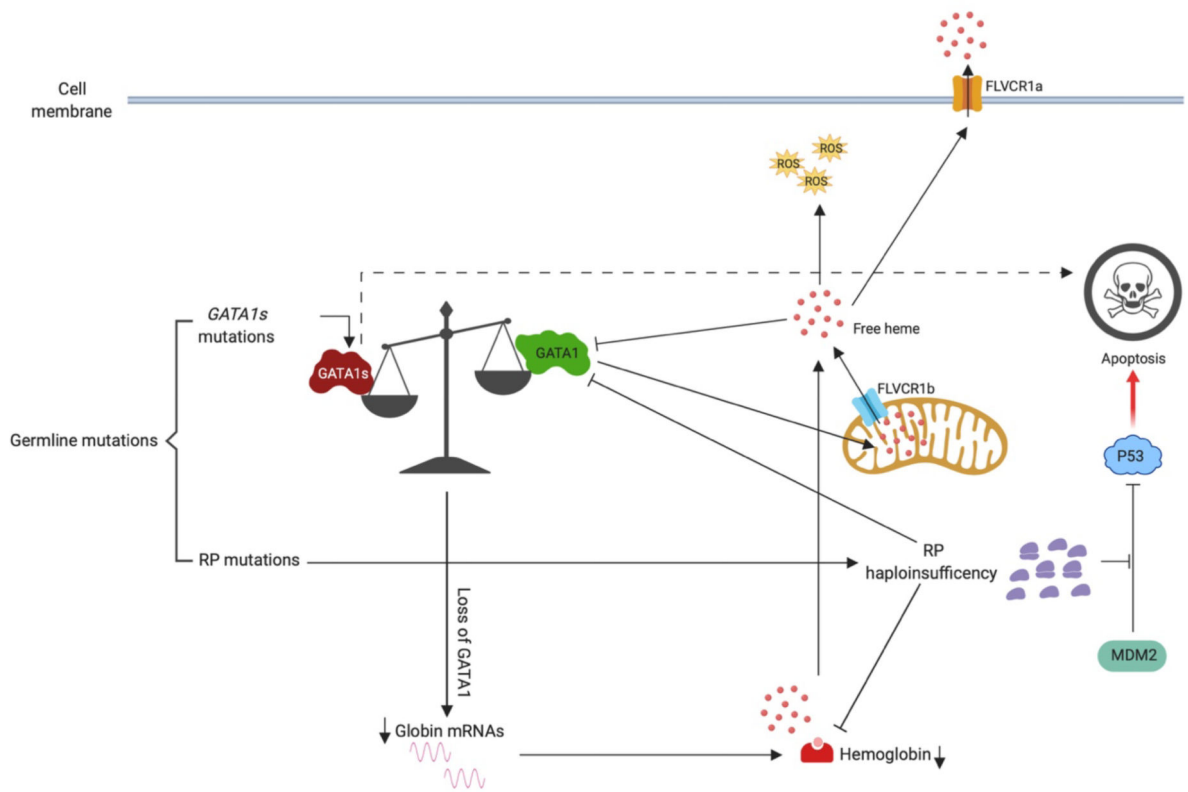 Cell
membrane
FLVCR1a
ROS
ROS
ROS
GATA1s
mutations
Free heme
GATA1
GATA1s
Apoptosis
FLVCR1b
Germline mutations
P53
RP mutations
RP
haploinsufficency
Loss of GATA1
MDM2
Globin mRNAs
Hemoglobin